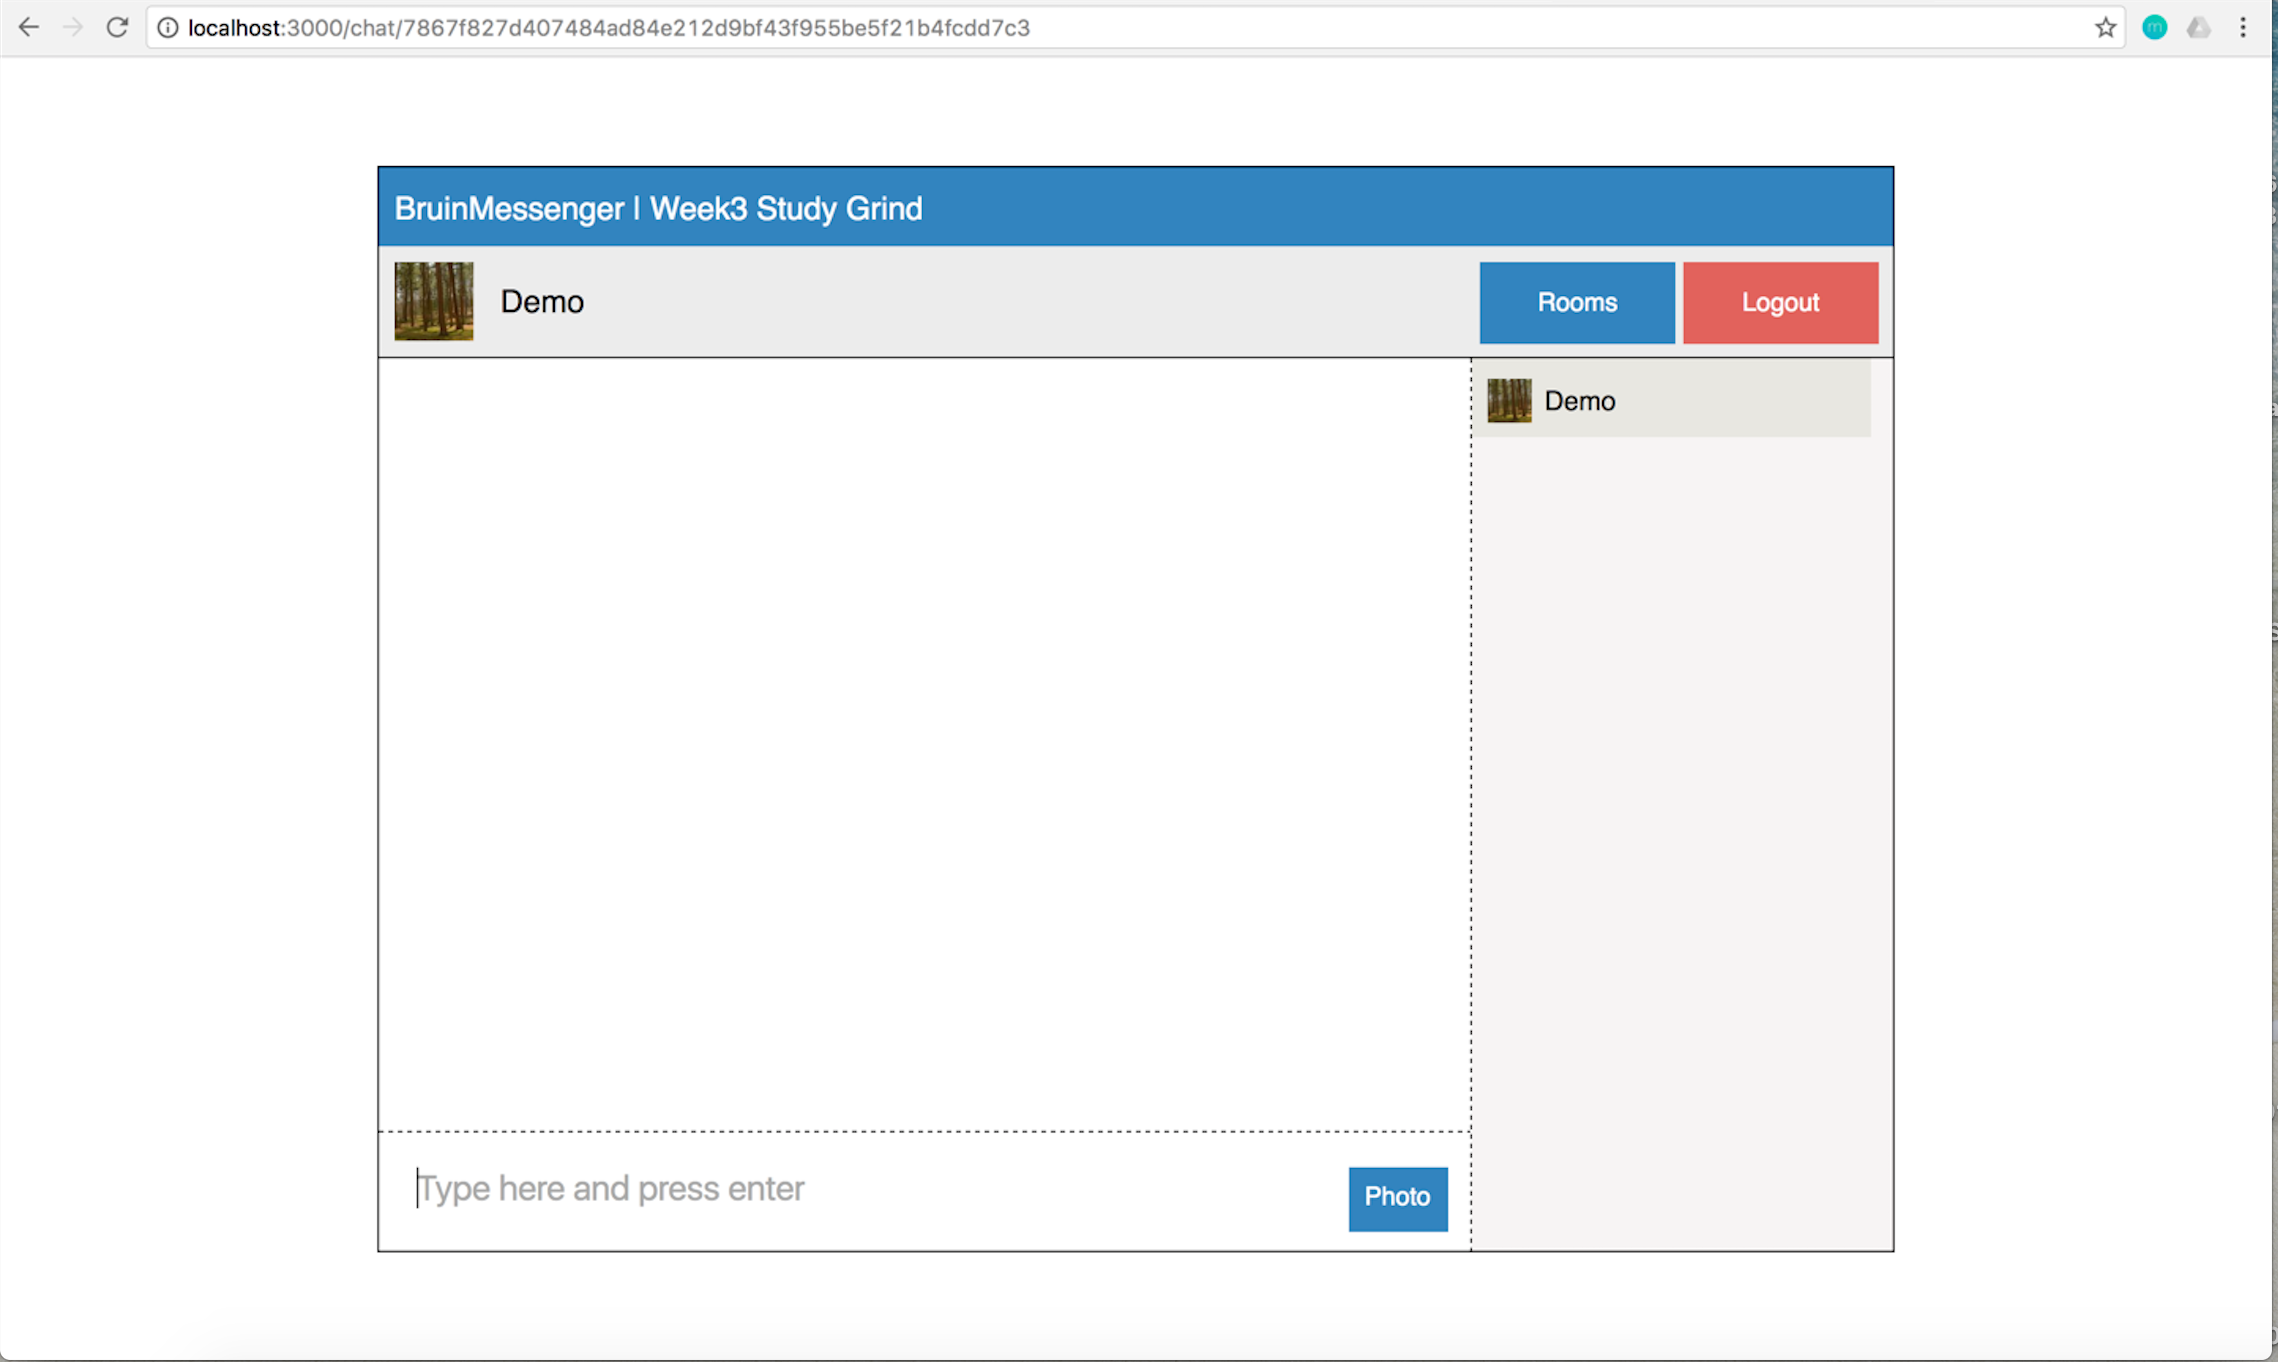 localhost:3000/chat/7867f827d407484ad84e212d9bf43f955be5f21b4fcdd7c3
m
BruinMessenger | Week3 Study Grind
Demo
Rooms
Logout
Demo
Type here and press enter
Photo